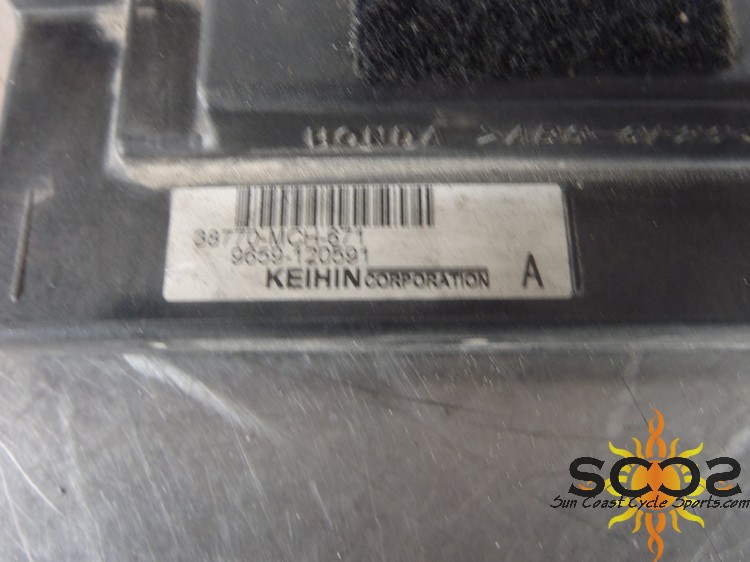 HONDA
38770-MCH-671
9659-120591
KEIHIN CORPORATION
A
SCCS
Sun Coast Cycle Sports.com